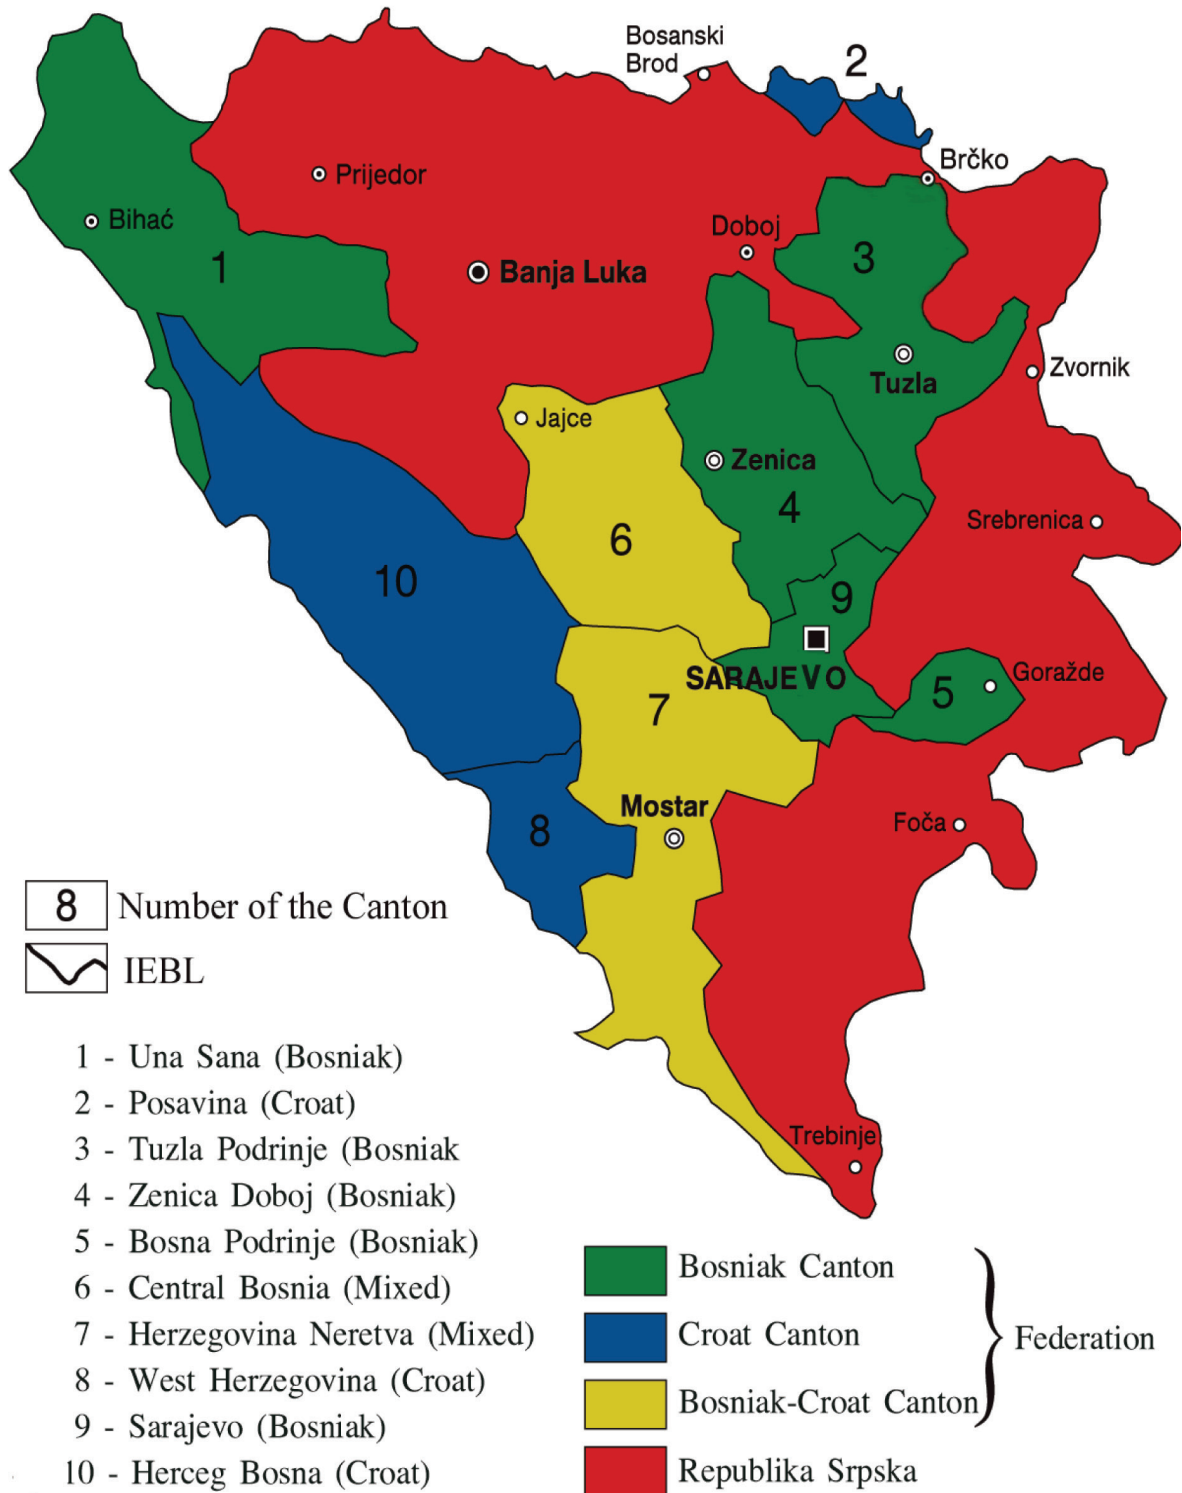 Bosanski
Brod
2
Brčko
Prijedor
Bihać
Doboj
3
1
Banja Luka
Tuzla
Zvornik
Jajce
Zenica
4
Srebrenica
6
10
9
SARAJEVO
Goražde
5
7
Mostar
Foča
8
8 Number of the Canton
IEBL
Trebinje
1 - Una Sana (Bosniak)
2 - Posavina (Croat)
3 - Tuzla Podrinje (Bosniak
4 - Zenica Doboj (Bosniak)
5 - Bosna Podrinje (Bosniak)
6 - Central Bosnia (Mixed)
7 - Herzegovina Neretva (Mixed)
8 - West Herzegovina (Croat)
9 - Sarajevo (Bosniak)
10 - Herceg Bosna (Croat)
Bosniak Canton
Croat Canton
Federation
Bosniak-Croat Canton
Republika Srpska